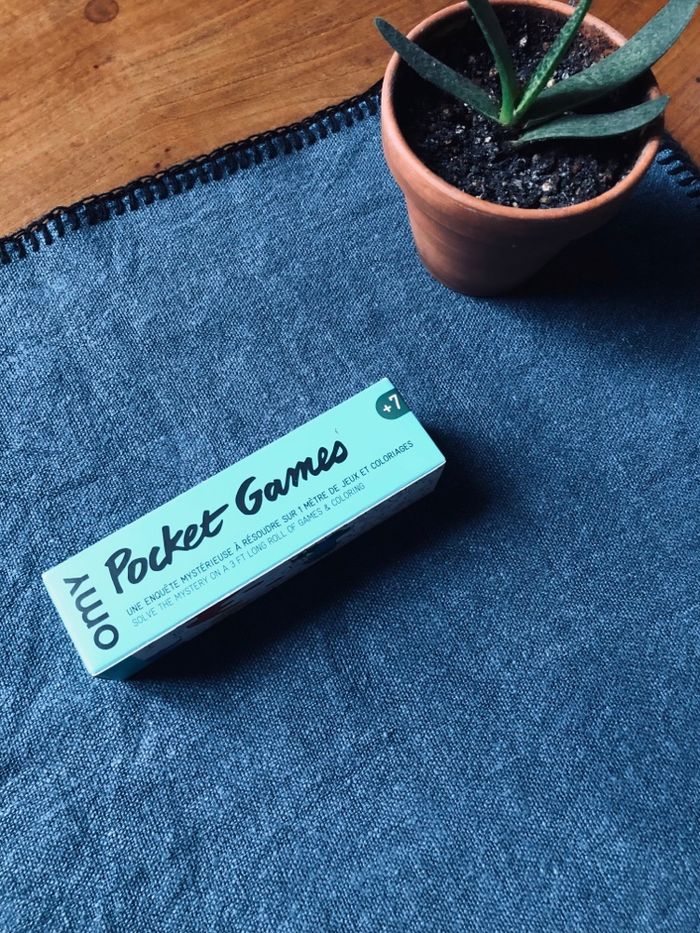 omy
Pocket Games
+7
UNE ENQUÊTE MYSTÉRIEUSE À RÉSOUDRE SUR 1 MÈTRE DE JEUX ET COLORIAGES
SOLVE THE MYSTERY ON A 3 FT LONG ROLL OF GAMES & COLORING